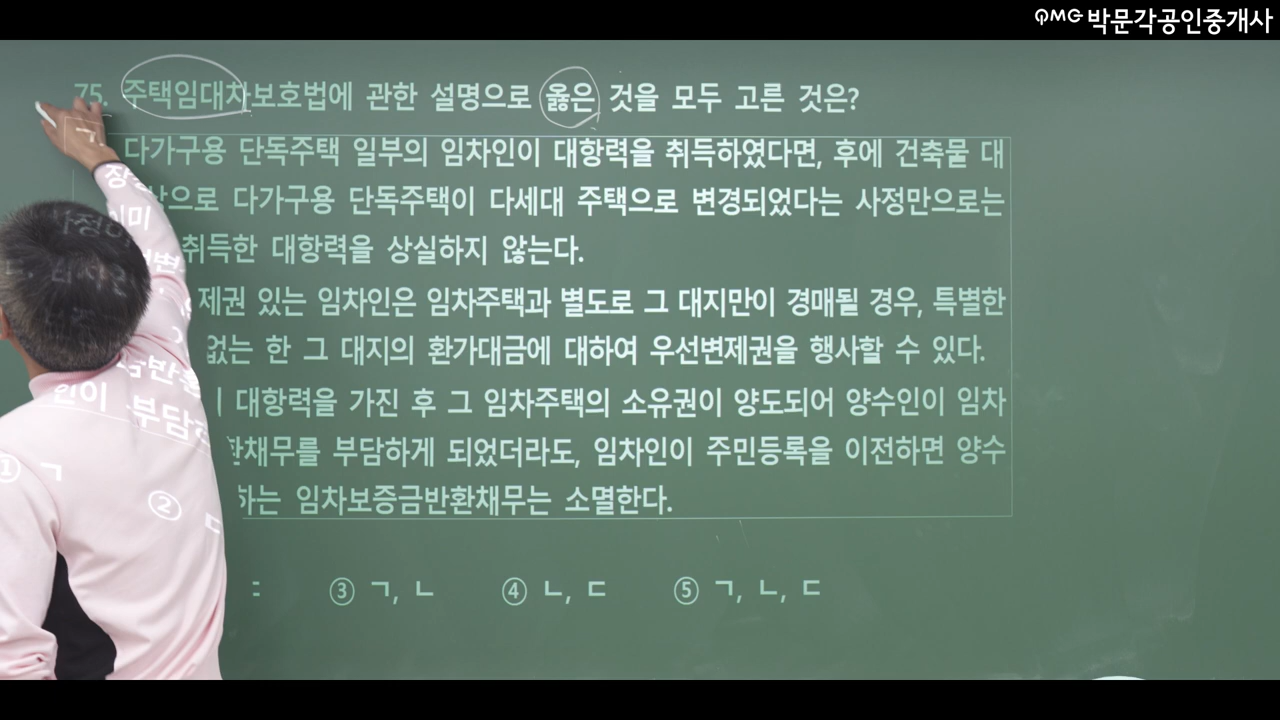 QMG 박문각공인중개사
75. 주택임대차보호법에 관한 설명으로 옳은 것을 모두 고른 것은?
ㄱ. 다가구용 단독주택 일부의 임차인이 대항력을 취득하였다면, 후에 건축물 대
장상으로 다가구용 단독주택이 다세대 주택으로 변경되었다는 사정만으로는
취득한 대항력을 상실하지 않는다.
제권 있는 임차인은 임차주택과 별도로 그 대지만이 경매될 경우, 특별한
없는 한 그 대지의 환가대금에 대하여 우선변제권을 행사할 수 있다.
대항력을 가진 후 그 임차주택의 소유권이 양도되어 양수인이 임차
환채무를 부담하게 되었더라도, 임차인이 주민등록을 이전하면 양수
인이 부담하는 임차보증금반환채무는 소멸한다.
① ㄱ ② ㄷ ③ ㄱ, ㄴ ④ ㄴ, ㄷ ⑤ ㄱ, ㄴ, ㄷ